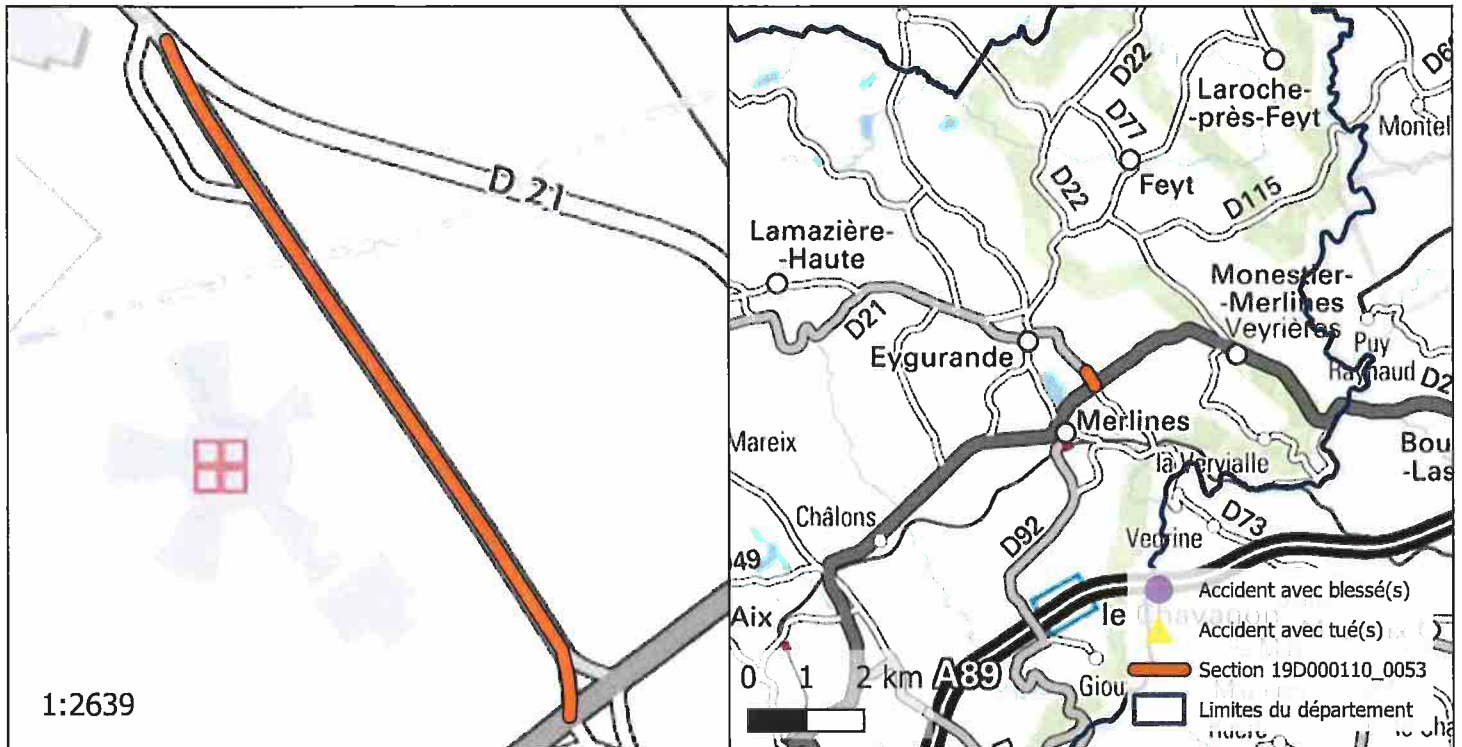 D 21
1:2639
D22
D77
Laroche-
-près-Feyt
Montel
Feyt
D22
D115
Lamazière-
-Haute
D21
Eygurande
Monestier-
-Merlines
Veyrières
Puy
Raynaud
Merlines
Mareix
la Vervialle
Bou
-Las
Châlons
D92
D73
Vedrine
49
Aix
le Chavanon
0 1 2 km
A89
Giou
Accident avec blessé(s)
Accident avec tué(s)
Section 19D000110_0053
Limites du département